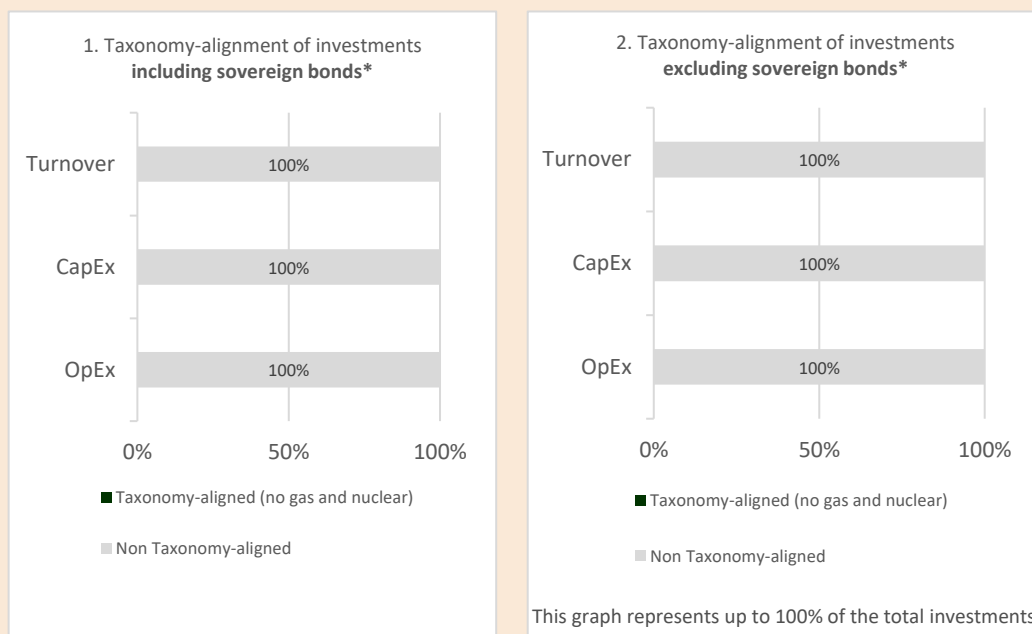 1. Taxonomy-alignment of investments
including sovereign bonds*
Turnover
100%
CapEx
100%
OpEx
100%
0% 50% 100%
Taxonomy-aligned (no gas and nuclear)
Non Taxonomy-aligned
2. Taxonomy-alignment of investments
excluding sovereign bonds*
Turnover
100%
CapEx
100%
OpEx
100%
0% 50% 100%
Taxonomy-aligned (no gas and nuclear)
Non Taxonomy-aligned
This graph represents up to 100% of the total investments